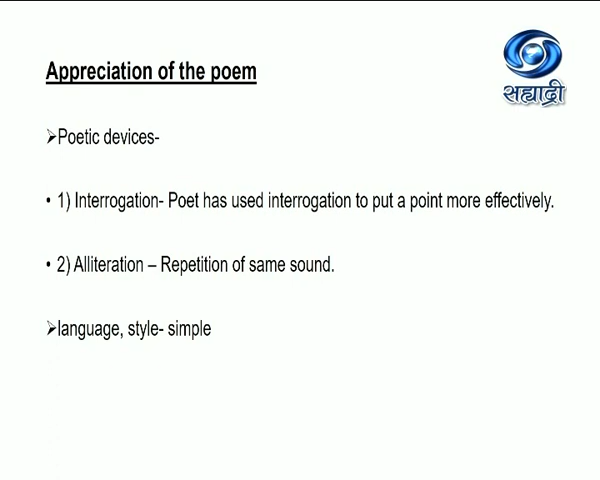 Appreciation of the poem
सह्याद्री
➢Poetic devices-
• 1) Interrogation- Poet has used interrogation to put a point more effectively.
• 2) Alliteration – Repetition of same sound.
➢language, style- simple